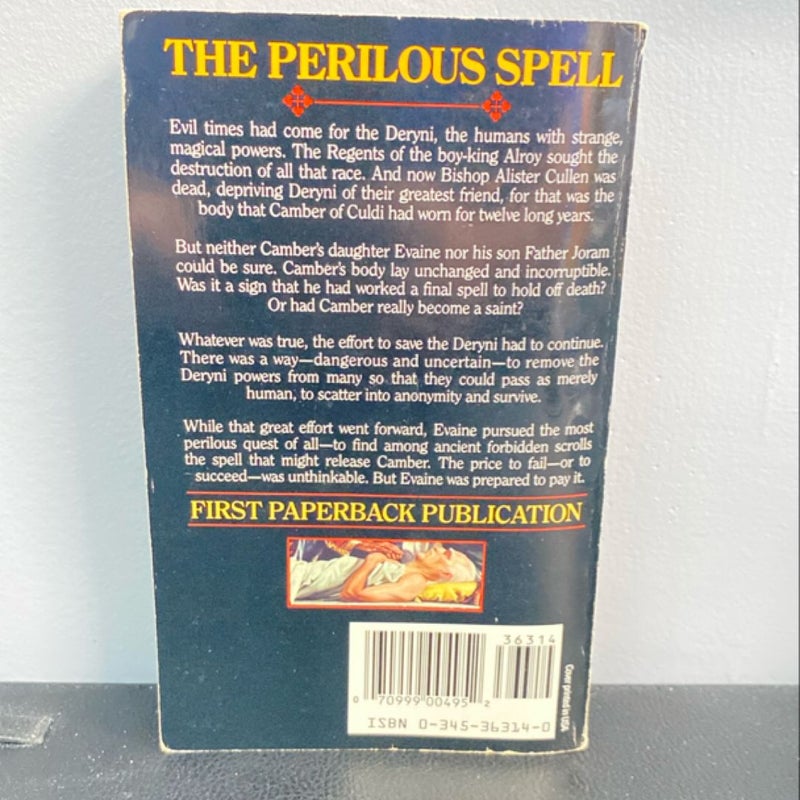 THE PERILOUS SPELL
Evil times had come for the Deryni, the humans with strange,
magical powers. The Regents of the boy-king Alroy sought the
destruction of all that race. And now Bishop Alister Cullen was
dead, depriving Deryni of their greatest friend, for that was the
body that Camber of Culdi had worn for twelve long years.
But neither Camber's daughter Evaine nor his son Father Joram
could be sure. Camber's body lay unchanged and incorruptible.
Was it a sign that he had worked a final spell to hold off death?
Or had Camber really become a saint?
Whatever was true, the effort to save the Deryni had to continue.
There was a way—dangerous and uncertain—to remove the
Deryni powers from many so that they could pass as merely
human, to scatter into anonymity and survive.
While that great effort went forward, Evaine pursued the most
perilous quest of all—to find among ancient forbidden scrolls
the spell that might release Camber. The price to fail—or to
succeed—was unthinkable. But Evaine was prepared to pay it.
FIRST PAPERBACK PUBLICATION
36314
0 70999 00495 2
ISBN 0-345-36314-0
Cover printed in USA